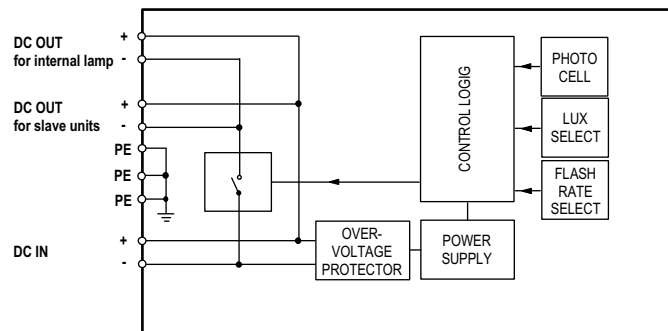 DC OUT
for internal lamp
+
-
DC OUT
for slave units
+
-
PE
PE
PE
DC IN
+
-
CONTROL LOGIG
PHOTO
CELL
LUX
SELECT
FLASH
RATE
SELECT
OVER-
VOLTAGE
PROTECTOR
POWER
SUPPLY